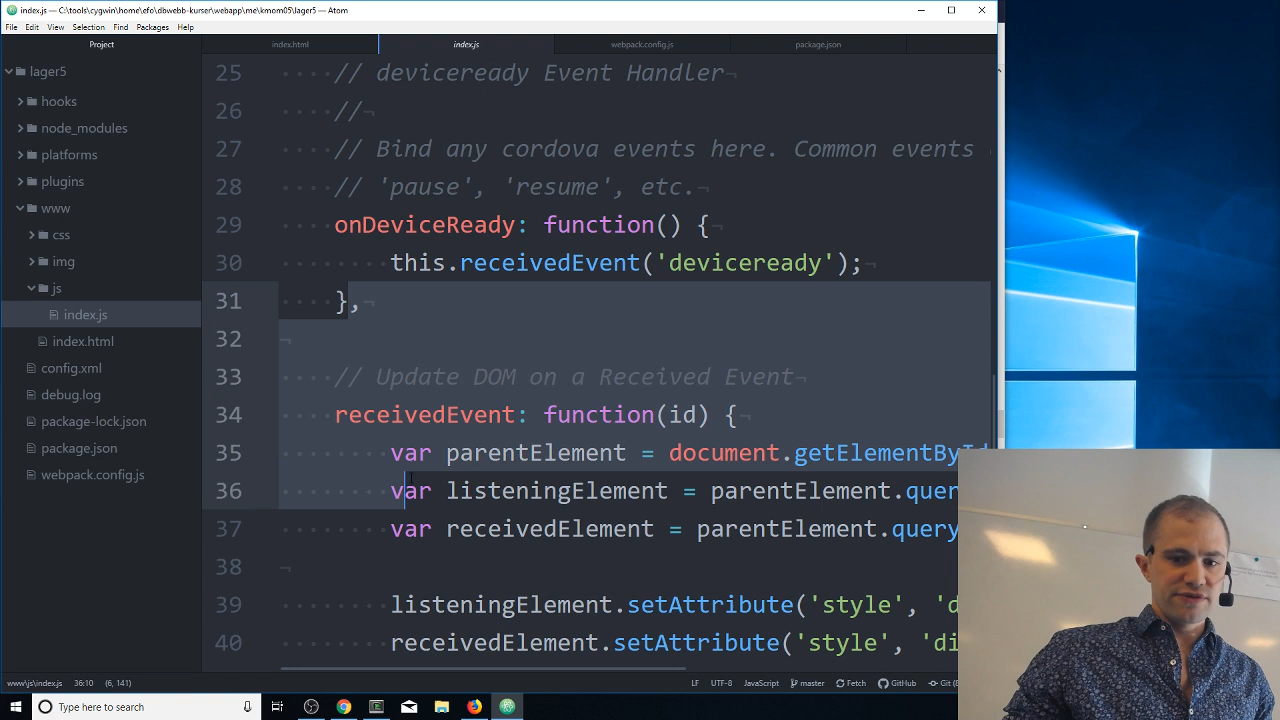 index.js — C:\tools\cygwin\home\efo\dbwebb-kurser\webapp\me\kmom05\lager5 — Atom
File Edit View Selection Find Packages Help
Project
index.html
index.js
webpack.config.js
package.json
lager5
hooks
node_modules
platforms
plugins
www
css
img
js
index.js
index.html
config.xml
debug.log
package-lock.json
package.json
webpack.config.js
25 // deviceready Event Handler
26 //
27 // Bind any cordova events here. Common events
28 // 'pause', 'resume', etc.
29 onDeviceReady: function() {
30 this.receivedEvent('deviceready');
31 },
32
33 // Update DOM on a Received Event
34 receivedEvent: function(id) {
35 var parentElement = document.getElementById
36 var listeningElement = parentElement.query
37 var receivedElement = parentElement.query
38
39 listeningElement.setAttribute('style', 'd
40 receivedElement.setAttribute('style', 'di
www\js\index.js 36:10 (6, 141) LF UTF-8 JavaScript master Fetch GitHub Git (
Type here to search